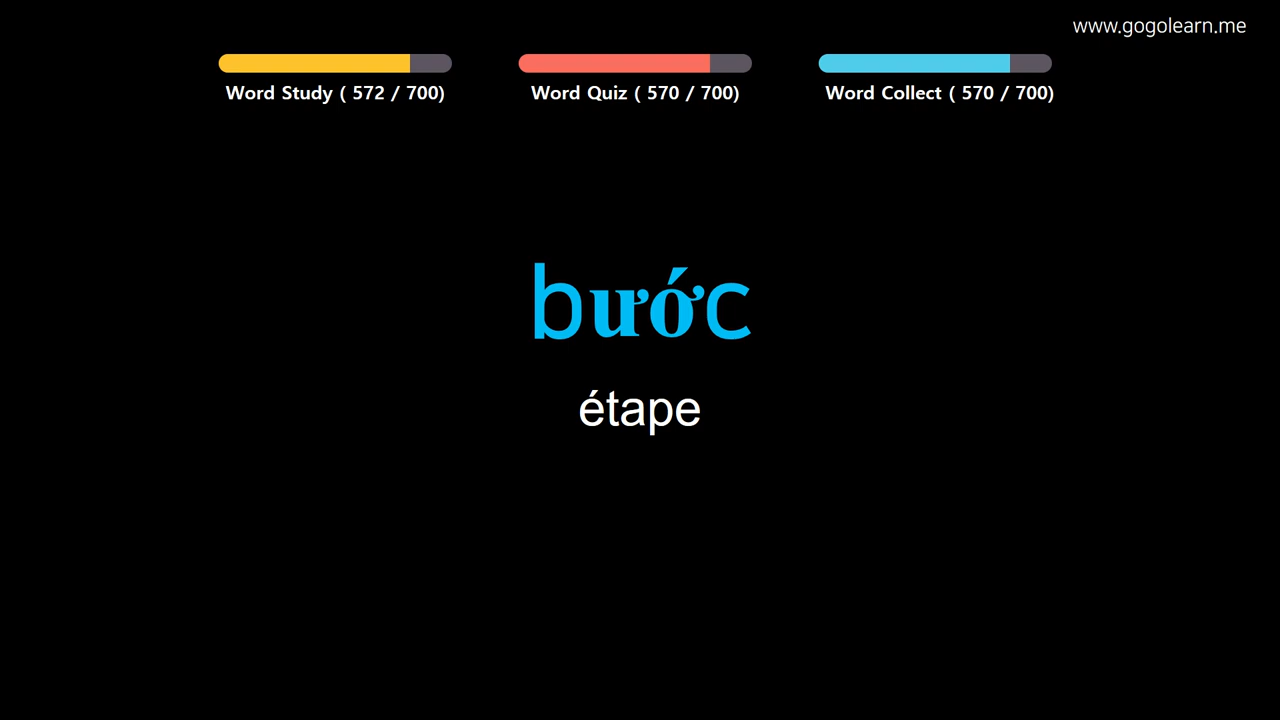 www.gogolearn.me
Word Study ( 572 / 700)
Word Quiz ( 570 / 700)
Word Collect ( 570 / 700)
bước
étape